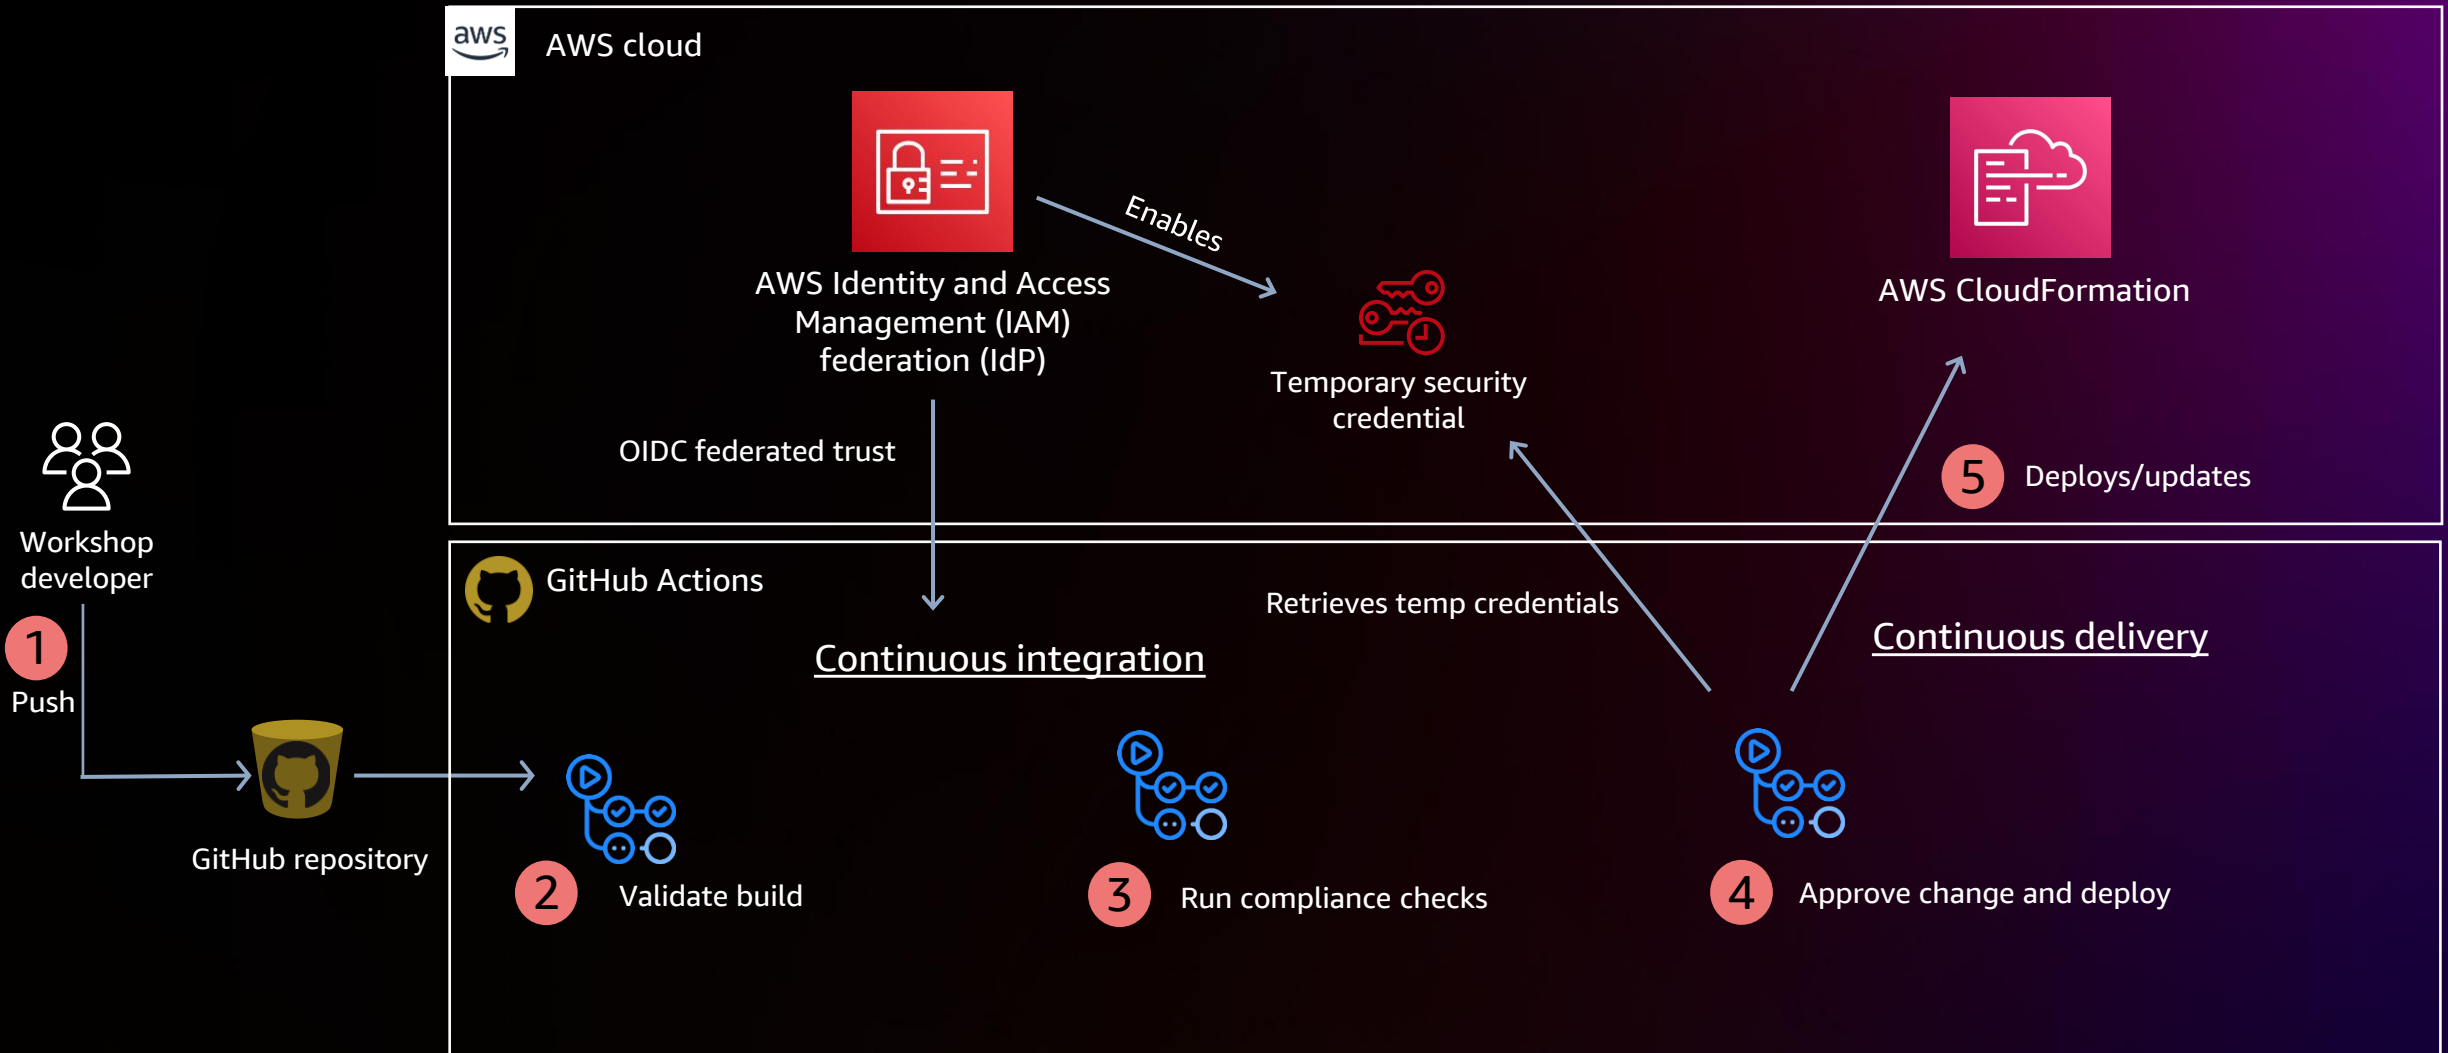 aws
AWS cloud
AWS Identity and Access
Management (IAM)
federation (IdP)
Enables
Temporary security
credential
AWS CloudFormation
OIDC federated trust
5
Deploys/updates
Workshop
developer
1
Push
GitHub repository
GitHub Actions
Continuous integration
Retrieves temp credentials
Continuous delivery
2
Validate build
3
Run compliance checks
4
Approve change and deploy